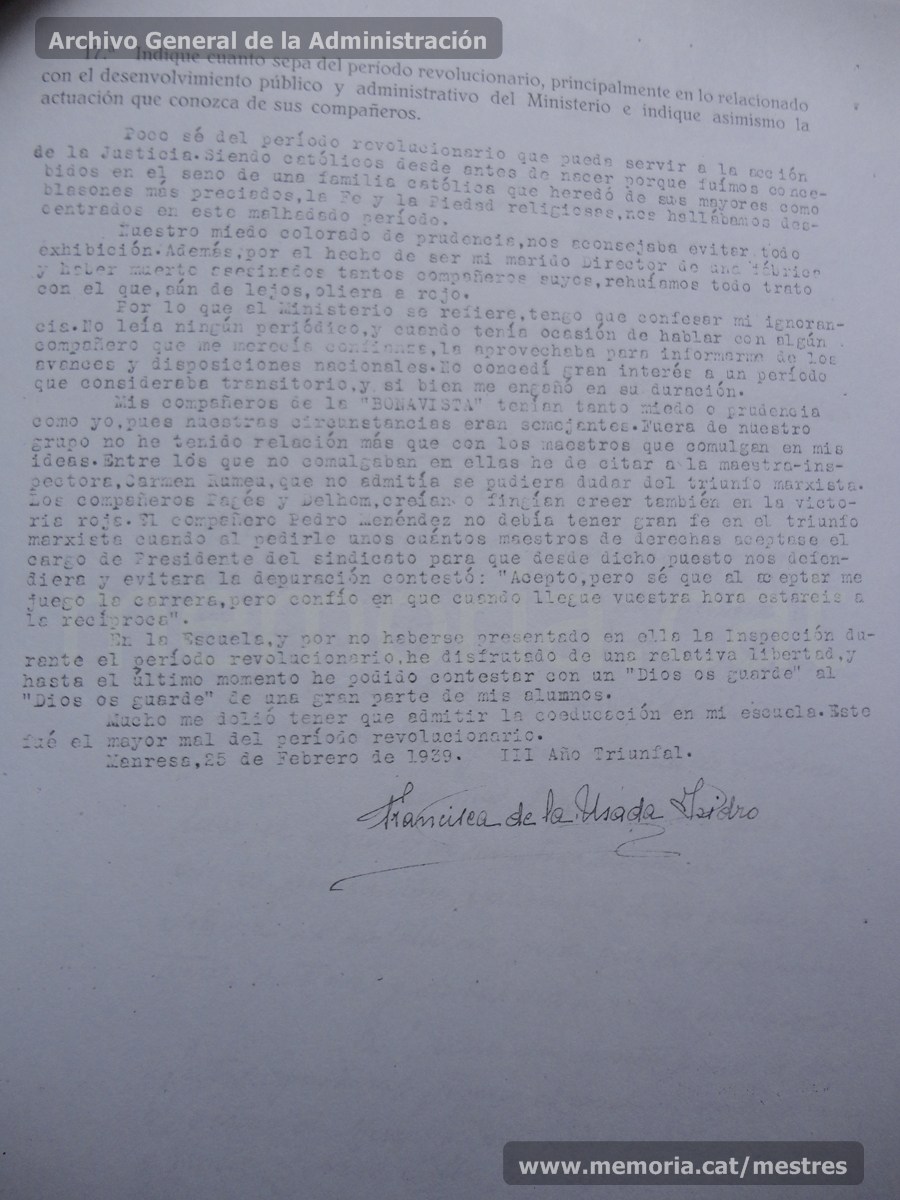 Archivo General de la Administración
17.ª Indique cuanto sepa del período revolucionario, principalmente en lo relacionado
con el desenvolvimiento público y administrativo del Ministerio e indique asimismo la
actuación que conozca de sus compañeros.
Poco sé del período revolucionario que pueda servir a la acción
de la Justicia.Siendo católicos desde antes de nacer porque fuímos conce-
bidos en el seno de una familia católica que heredó de sus mayores como
blasones más preciados,la Fe y la Piedad religiosas,nos hallábamos des-
centrados en este malhadado período.
Nuestro miedo colorado de prudencia,nos aconsejaba evitar todo
exhibición.Además,por el hecho de ser mi marido Director de una fábrica
y haber muerto asesinados tantos compañeros suyos,rehuíamos todo trato
con el que,aún de lejos,oliera a rojo.
Por lo que al Ministerio se refiere,tengo que confesar mi ignoran-
cia.No leía ningún periódico,y cuando tenía ocasión de hablar con algún
compañero que me merecía confianza,la aprovechaba para informarme de los
avances y disposiciones nacionales.No concedí gran interés a un período
que consideraba transitorio,y si bien me engañó en su duración.
Mis compañeros de la "BONAVISTA" tenían tanto miedo o prudencia
como yo,pues nuestras circunstancias eran semejantes.Fuera de nuestro
grupo no he tenido relación más que con los maestros que comulgan en mis
ideas.Entre lós que no comulgaban en ellas he de citar a la maestra-ins-
pectora,Carmen Rumeu,que no admitía se pudiera dudar del triunfo marxista.
Los compañeros Pagés y Delhom,creían o fingían creer también en la victo-
ria roja. El compañero Pedro Menéndez no debía tener gran fe en el triunfo
marxista cuando al pedirle unos cuántos maestros de derechas aceptase el
cargo de Presidente del sindicato para que desde dicho puesto nos defen-
diera y evitara la depuración contestó: "Acepto,pero sé que al aceptar me
juego la carrera,pero confío en que cuando llegue vuestra hora estareis a
la recíproca".
En la Escuela,y por no haberse presentado en ella la Inspección du-
rante el período revolucionario,he disfrutado de una relativa libertad,y
hasta el último momento he podido contestar con un "Dios os guarde" al
"Dios os guarde" de una gran parte de mis alumnos.
Mucho me dolió tener que admitir la coeducación en mi escuela.Este
fué el mayor mal del período revolucionario.
Manresa,25 de Febrero de 1939. III Año Triunfal.
Francisca de la Usada Isidro
www.memoria.cat/mestres